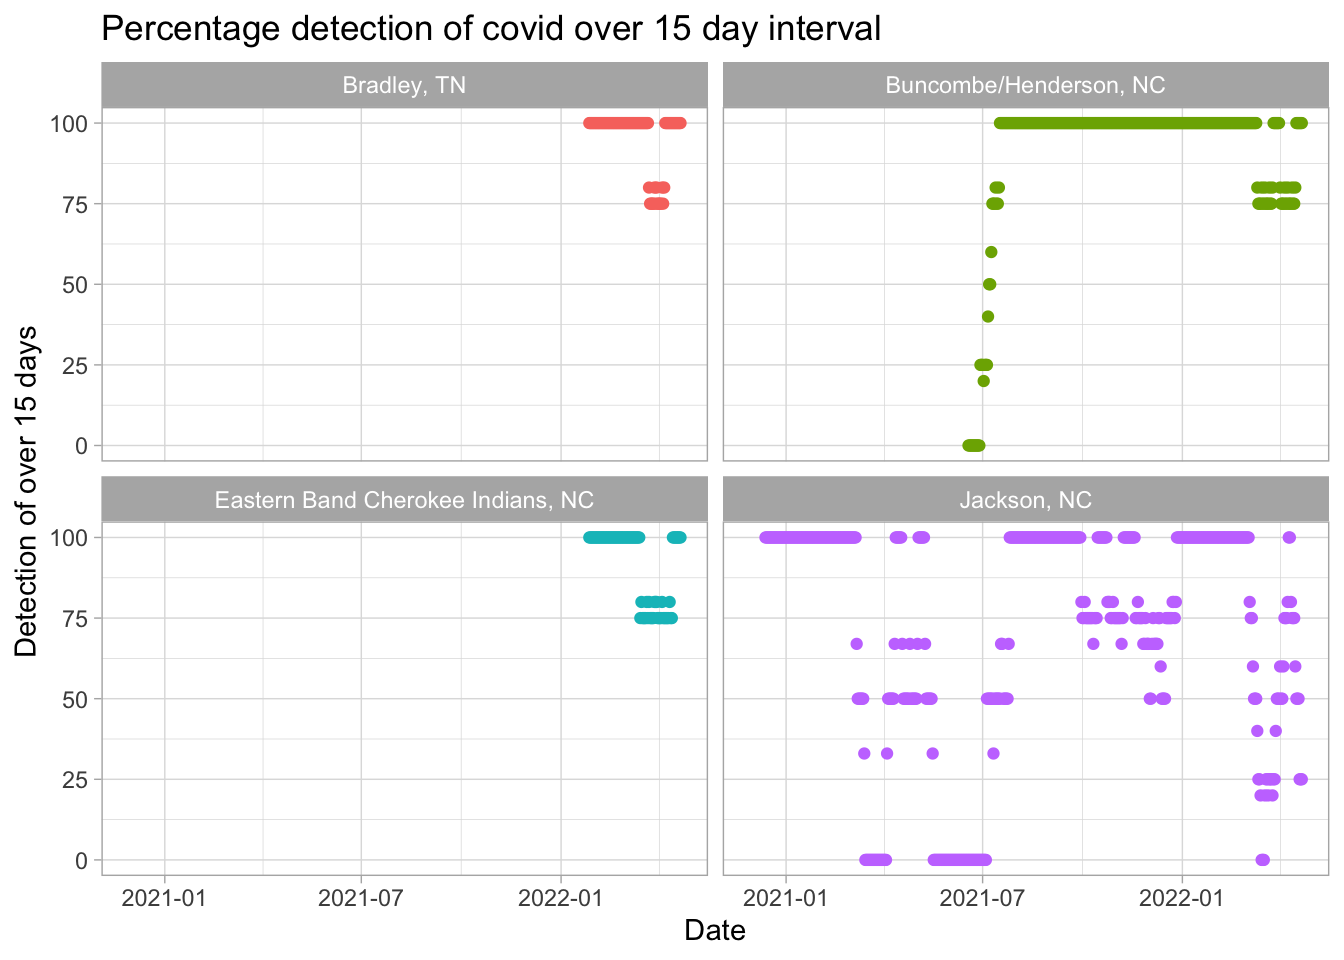 Percentage detection of covid over 15 day interval
Bradley, TN
Buncombe/Henderson, NC
100
75
50
25
0
Eastern Band Cherokee Indians, NC
Jackson, NC
100
75
50
25
0
Detection of over 15 days
2021-01
2021-07
2022-01
2021-01
2021-07
2022-01
Date